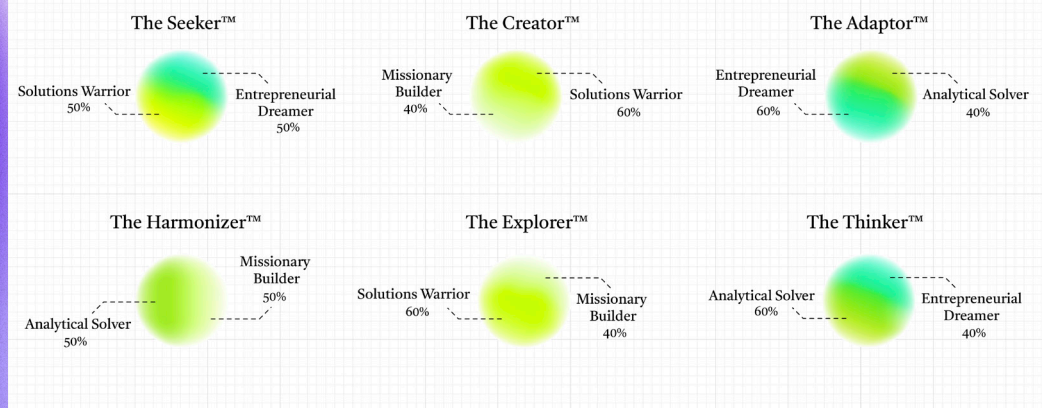 The Seeker™
Solutions Warrior
50%
Entrepreneurial
Dreamer
50%
The Creator™
Missionary
Builder
40%
Solutions Warrior
60%
The Adaptor™
Entrepreneurial
Dreamer
60%
Analytical Solver
40%
The Harmonizer™
Analytical Solver
50%
Missionary
Builder
50%
The Explorer™
Solutions Warrior
60%
Missionary
Builder
40%
The Thinker™
Analytical Solver
60%
Entrepreneurial
Dreamer
40%